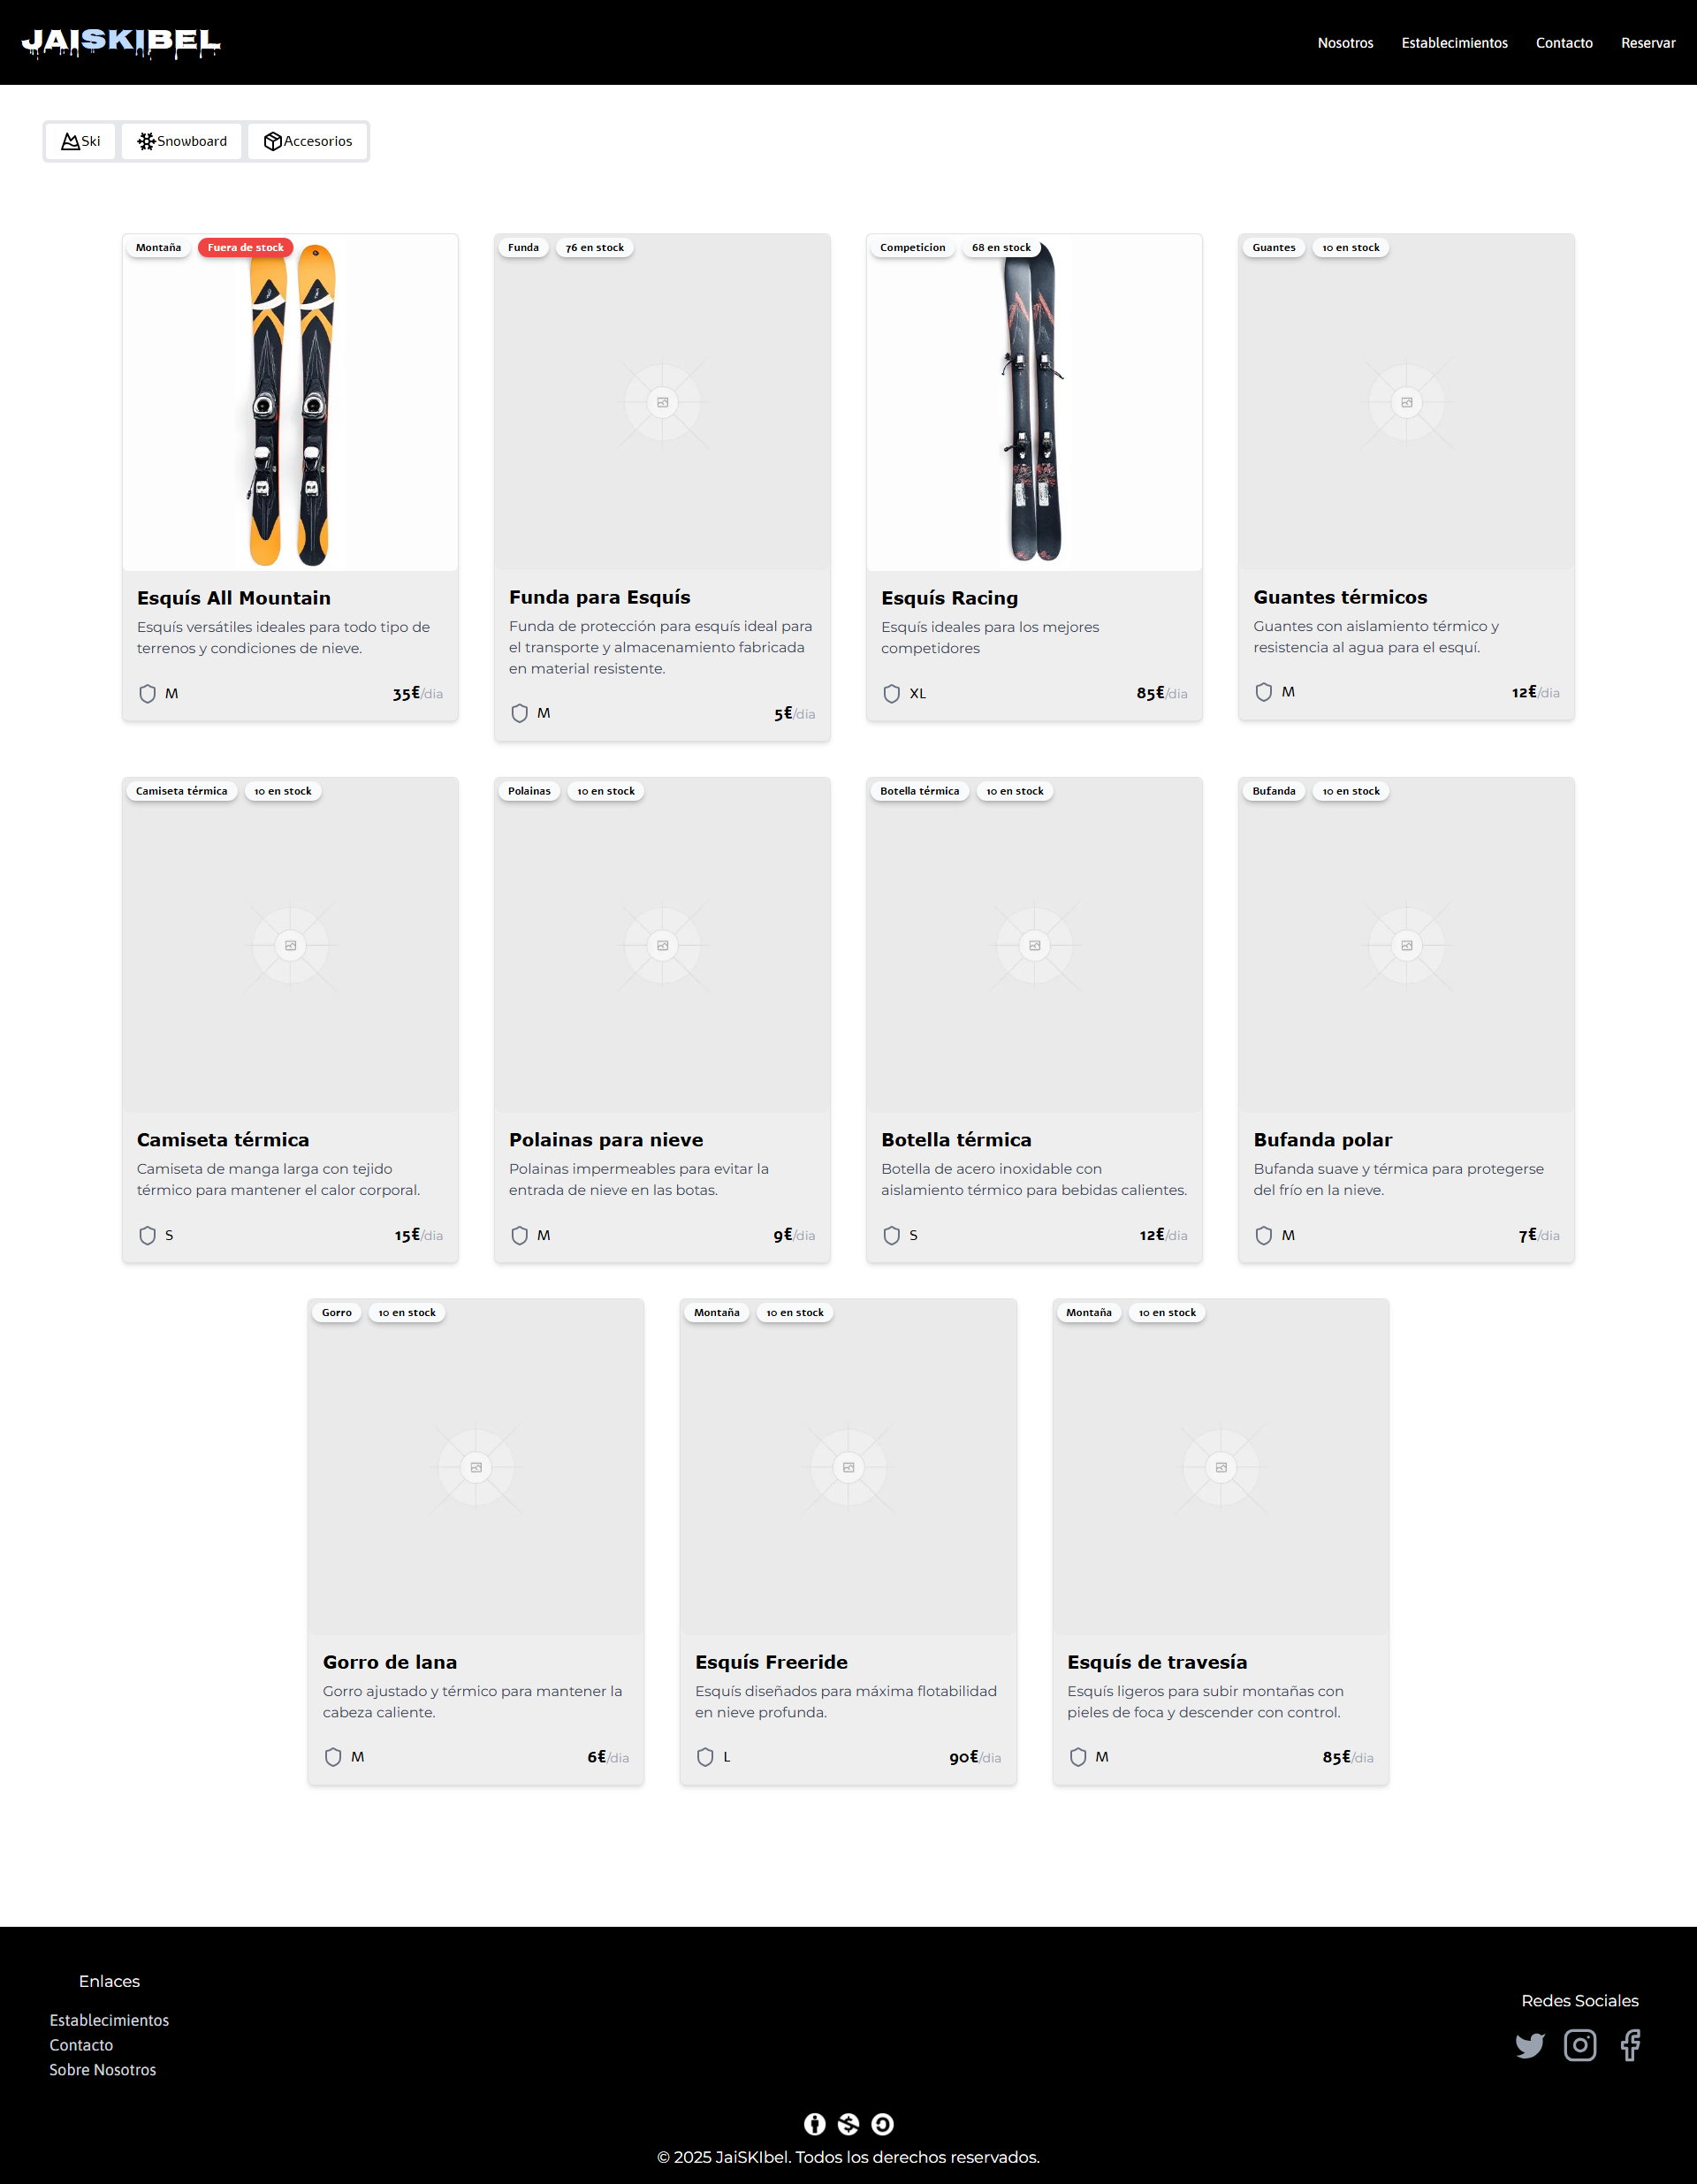 JAISKIBEL
Nosotros Establecimientos Contacto Reservar
Ski Snowboard Accesorios
Montaña Fuera de stock
Esquís All Mountain
Esquís versátiles ideales para todo tipo de
terrenos y condiciones de nieve.
M 35€/dia
Funda 76 en stock
Funda para Esquís
Funda de protección para esquís ideal para
el transporte y almacenamiento fabricada
en material resistente.
M 5€/dia
Competicion 68 en stock
Esquís Racing
Esquís ideales para los mejores
competidores
XL 85€/dia
Guantes 10 en stock
Guantes térmicos
Guantes con aislamiento térmico y
resistencia al agua para el esquí.
M 12€/dia
Camiseta térmica 10 en stock
Camiseta térmica
Camiseta de manga larga con tejido
térmico para mantener el calor corporal.
S 15€/dia
Polainas 10 en stock
Polainas para nieve
Polainas impermeables para evitar la
entrada de nieve en las botas.
M 9€/dia
Botella térmica 10 en stock
Botella térmica
Botella de acero inoxidable con
aislamiento térmico para bebidas calientes.
S 12€/dia
Bufanda 10 en stock
Bufanda polar
Bufanda suave y térmica para protegerse
del frío en la nieve.
M 7€/dia
Gorro 10 en stock
Gorro de lana
Gorro ajustado y térmico para mantener la
cabeza caliente.
M 6€/dia
Montaña 10 en stock
Esquís Freeride
Esquís diseñados para máxima flotabilidad
en nieve profunda.
L 90€/dia
Montaña 10 en stock
Esquís de travesía
Esquís ligeros para subir montañas con
pieles de foca y descender con control.
M 85€/dia
Enlaces
Establecimientos
Contacto
Sobre Nosotros
Redes Sociales
© 2025 JaiSKIbel. Todos los derechos reservados.